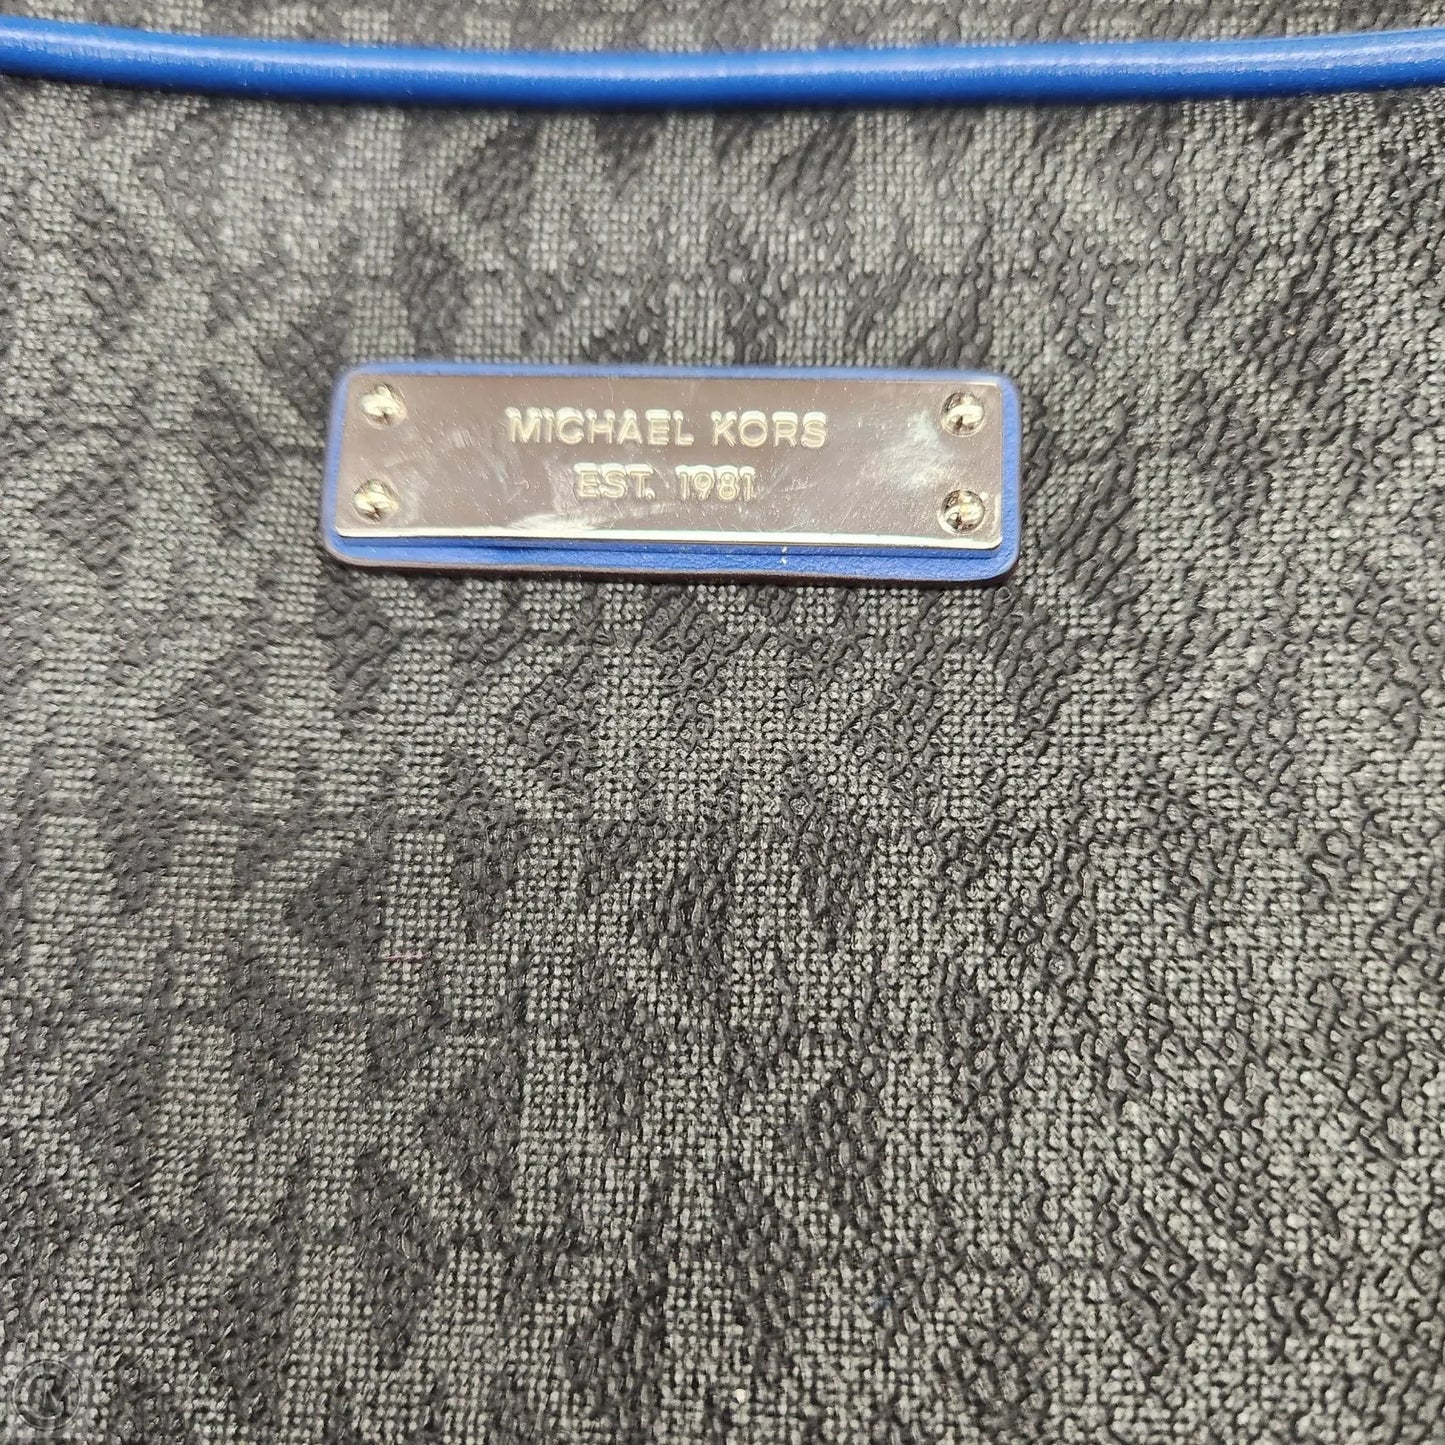 MICHAEL KORS
EST. 1981